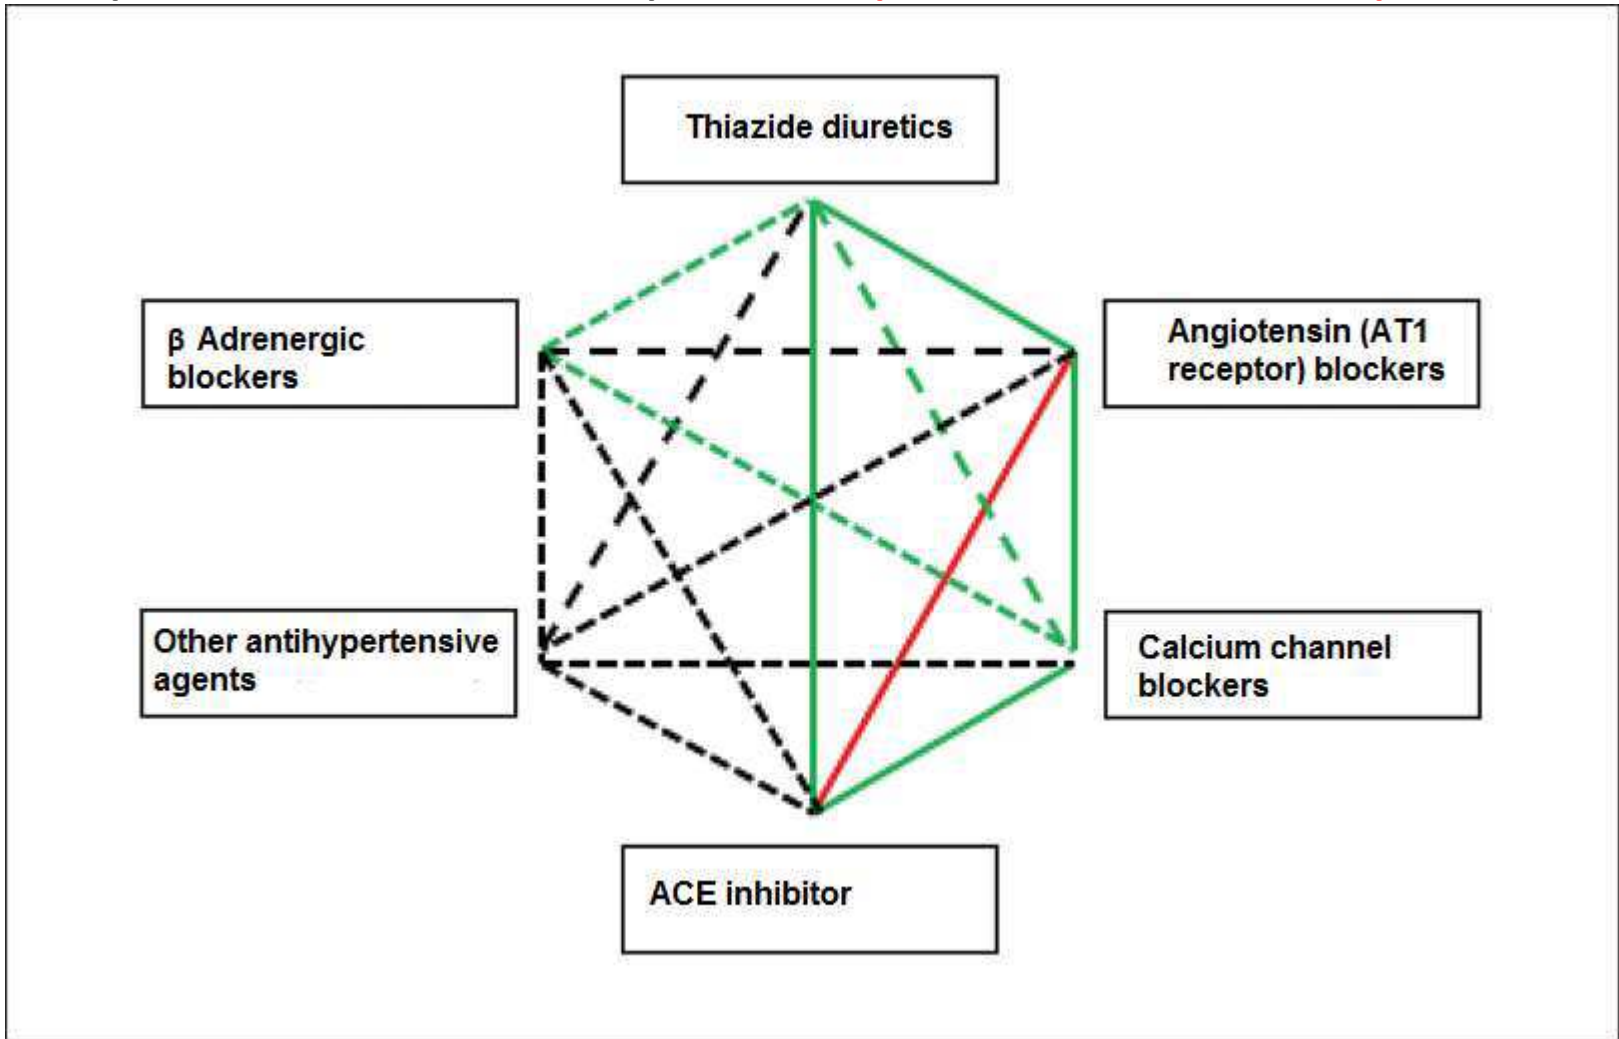 Thiazide diuretics
β Adrenergic
blockers
Angiotensin (AT1
receptor) blockers
Other antihypertensive
agents
Calcium channel
blockers
ACE inhibitor